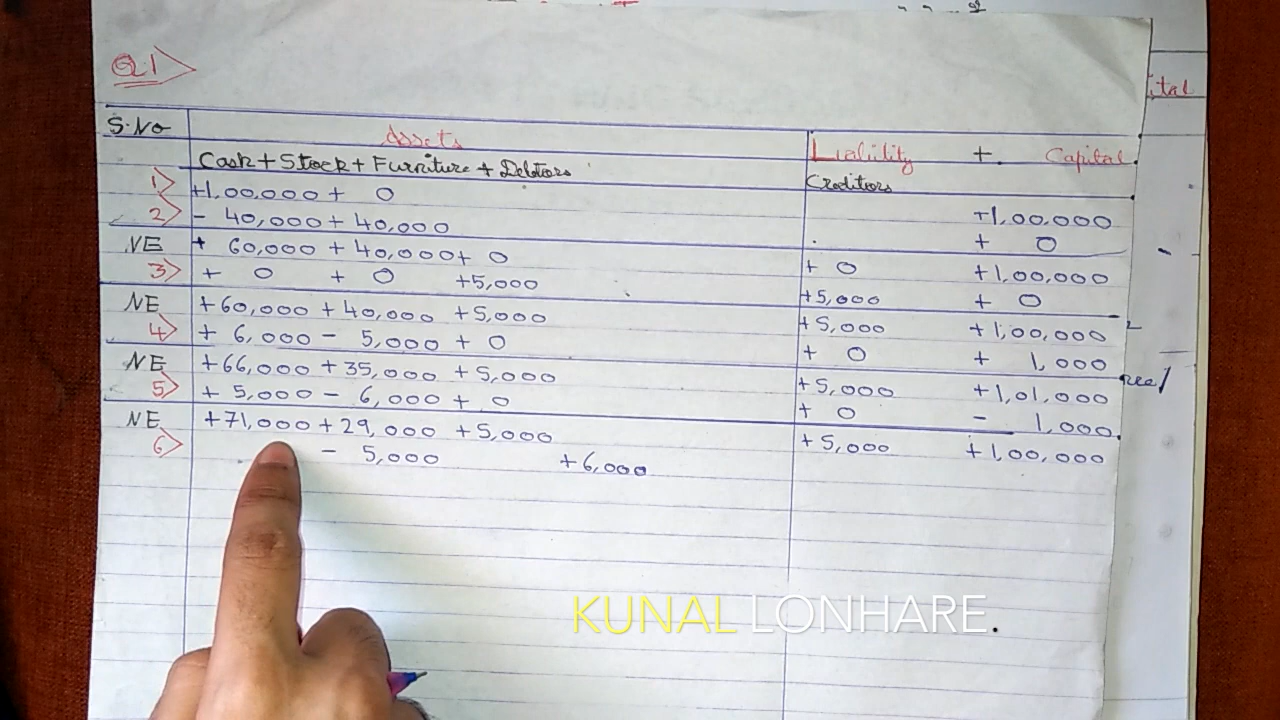 Q.1
ital
S.No Assets Liability + Capital
Cash + Stock + Furniture + Debtors Creditors
1> +1,00,000 + 0 +1,00,000
2> - 40,000 + 40,000 + 0
NE + 60,000 + 40,000 + 0 + 0 +1,00,000
3> + 0 + 0 +5,000 +5,000 + 0
NE +60,000 + 40,000 +5,000 +5,000 +1,00,000
4> + 6,000 - 5,000 + 0 + 0 + 1,000
NE +66,000 + 35,000 +5,000 +5,000 +1,01,000
5> + 5,000 - 6,000 + 0 + 0 - 1,000
NE +71,000 + 29,000 +5,000 +5,000 +1,00,000
6> - 5,000 +6,000
KUNAL LONHARE.